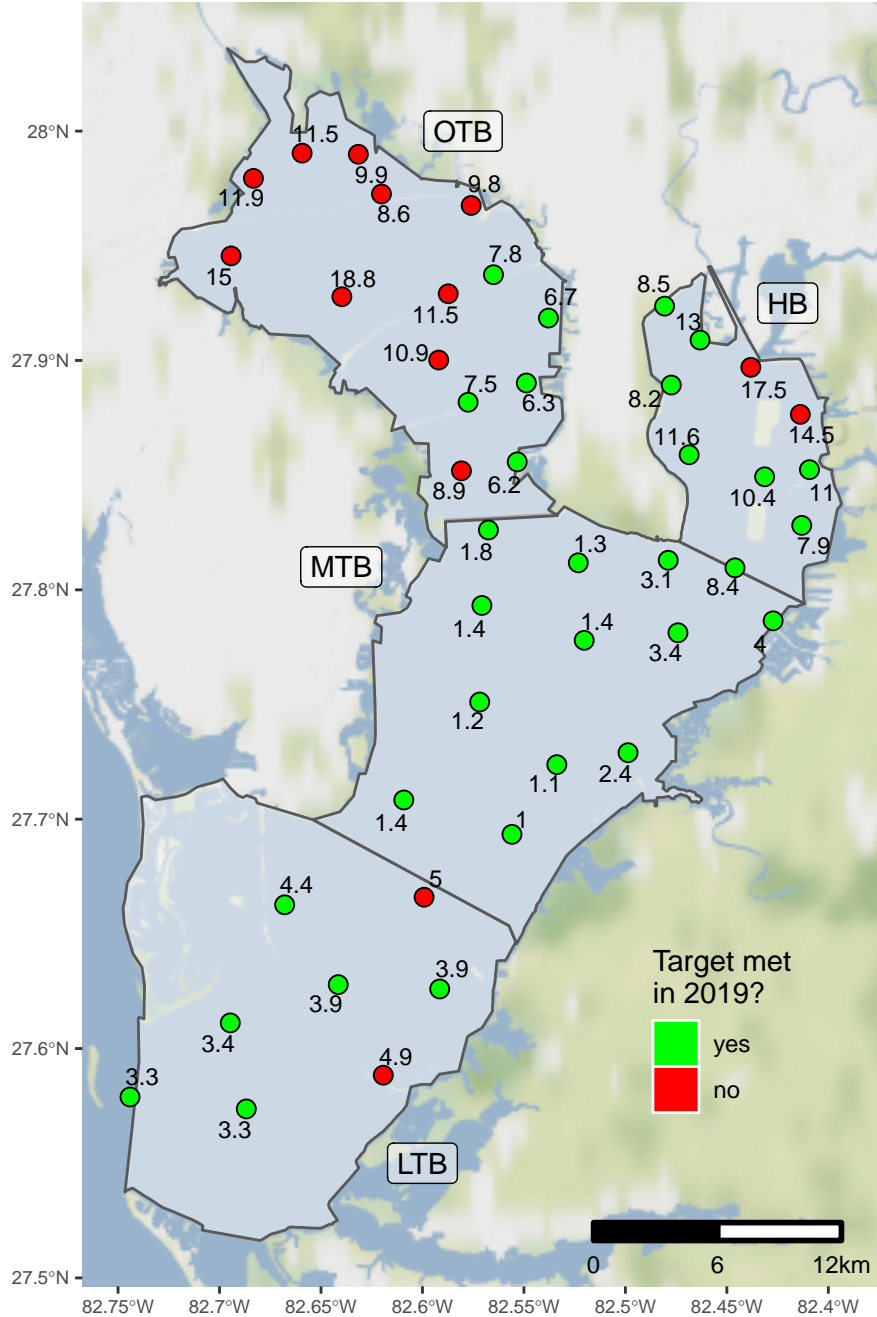 28°N
27.9°N
27.8°N
27.7°N
27.6°N
27.5°N
OTB
11.5
9.9
11.9
8.6
9.8
15
18.8
7.8
11.5
6.7
10.9
7.5
6.3
8.9
6.2
HB
8.5
13
17.5
8.2
14.5
11.6
10.4
11
7.9
MTB
1.8
1.3
3.1
8.4
1.4
1.4
3.4
4
1.2
1.1
2.4
1.4
1
4.4
5
3.9
3.9
3.4
4.9
3.3
3.3
LTB
Target met
in 2019?
yes
no
0 6 12km
82.75°W 82.7°W 82.65°W 82.6°W 82.55°W 82.5°W 82.45°W 82.4°W